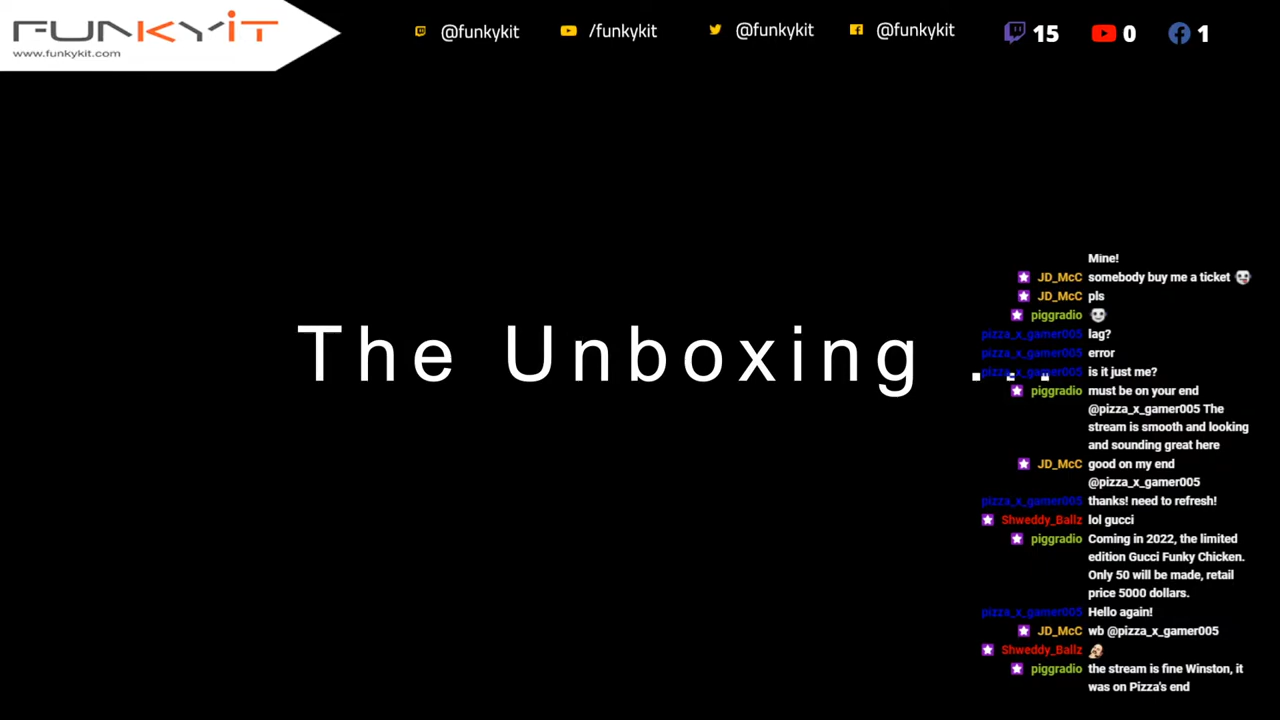 FUNKYKIT
www.funkykit.com
@funkykit
/funkykit
@funkykit
@funkykit
15
0
1
The Unboxing ...
Mine!
JD_McC somebody buy me a ticket
JD_McC pls
piggradio
pizza_x_gamer005 lag?
pizza_x_gamer005 error
pizza_x_gamer005 is it just me?
piggradio must be on your end
@pizza_x_gamer005 The
stream is smooth and looking
and sounding great here
JD_McC good on my end
@pizza_x_gamer005
pizza_x_gamer005 thanks! need to refresh!
Shweddy_Ballz lol gucci
piggradio Coming in 2022, the limited
edition Gucci Funky Chicken.
Only 50 will be made, retail
price 5000 dollars.
pizza_x_gamer005 Hello again!
JD_McC wb @pizza_x_gamer005
Shweddy_Ballz
piggradio the stream is fine Winston, it
was on Pizza's end